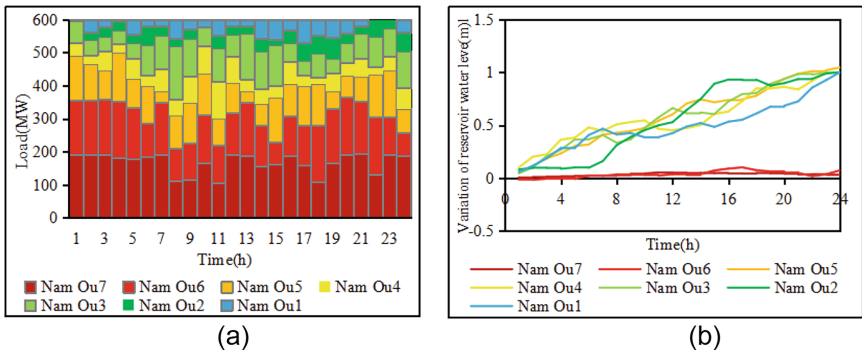 600
500
400
300
200
100
0
Load(MW)
1 3 5 7 9 11 13 15 17 19 21 23
Time(h)
Nam Ou7 Nam Ou6 Nam Ou5 Nam Ou4
Nam Ou3 Nam Ou2 Nam Ou1
(a)
1.5
1
0.5
0
-0.5
Variation of reservoir water leve(m)l
0 4 8 12 16 20 24
Time(h)
Nam Ou7 Nam Ou6 Nam Ou5
Nam Ou4 Nam Ou3 Nam Ou2
Nam Ou1
(b)